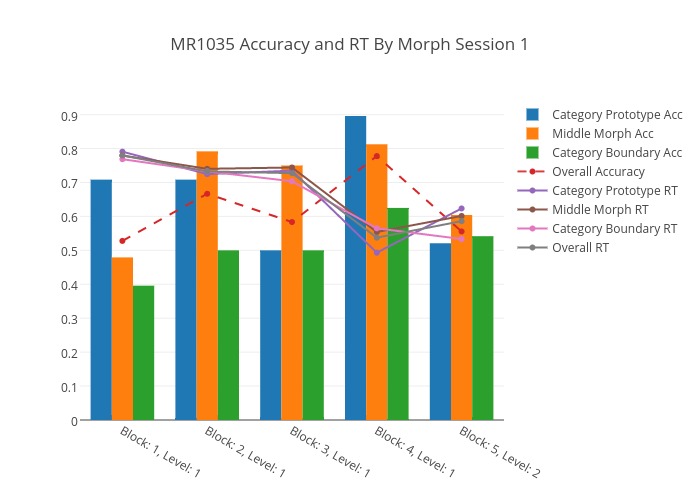 MR1035 Accuracy and RT By Morph Session 1
0.9
0.8
0.7
0.6
0.5
0.4
0.3
0.2
0.1
0
Block: 1, Level: 1
Block: 2, Level: 1
Block: 3, Level: 1
Block: 4, Level: 1
Block: 5, Level: 2
Category Prototype Acc
Middle Morph Acc
Category Boundary Acc
Overall Accuracy
Category Prototype RT
Middle Morph RT
Category Boundary RT
Overall RT